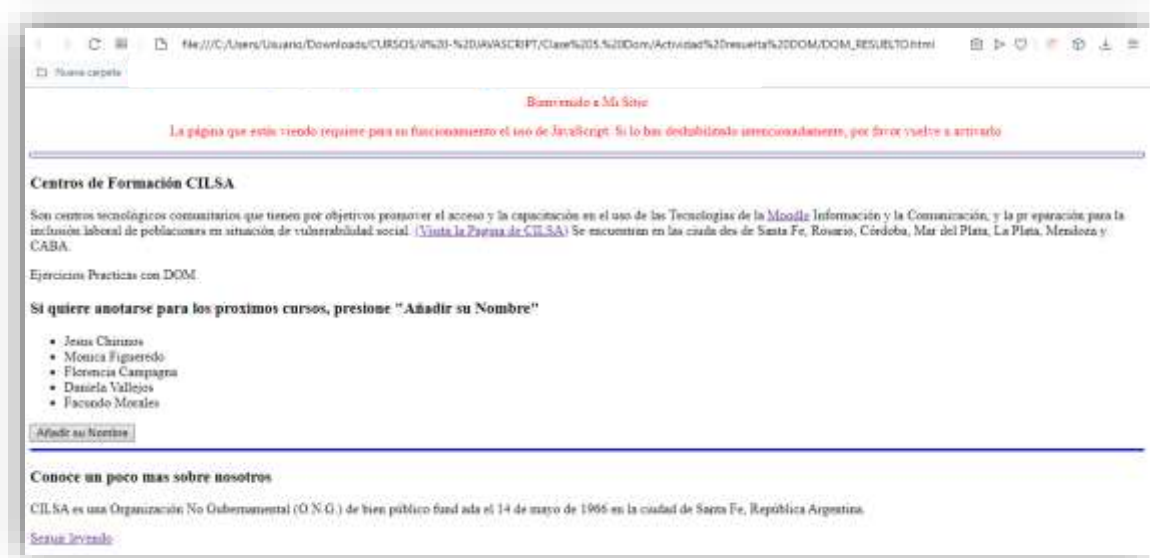 file:///C:/Users/Usuario/Downloads/CURSOS/4%20-%20JAVASCRIPT/Clase%205.%20Dom/Actividad%20resuelta%20DOM/DOM_RESUELTO.html
Nueva carpeta
Bienvenido a Mi Sitio
La página que estás viendo requiere para su funcionamiento el uso de JavaScript. Si lo has deshabilitado intencionadamente, por favor vuelve a activarlo
Centros de Formación CILSA
Son centros tecnológicos comunitarios que tienen por objetivos promover el acceso y la capacitación en el uso de las Tecnologías de la Moodle Información y la Comunicación, y la pr eparación para la
inclusión laboral de poblaciones en situación de vulnerabilidad social. (Visita la Pagina de CILSA) Se encuentran en las ciuda des de Santa Fe, Rosario, Córdoba, Mar del Plata, La Plata, Mendoza y
CABA.
Ejercicios Practicas con DOM
Si quiere anotarse para los proximos cursos, presione "Añadir su Nombre"
• Jesus Chirinos
• Monica Figueredo
• Florencia Campagna
• Daniela Vallejos
• Facundo Morales
Añadir su Nombre
Conoce un poco mas sobre nosotros
CILSA es una Organización No Gubernamental (O.N.G.) de bien público fund ada el 14 de mayo de 1966 en la ciudad de Santa Fe, República Argentina.
Seguir leyendo